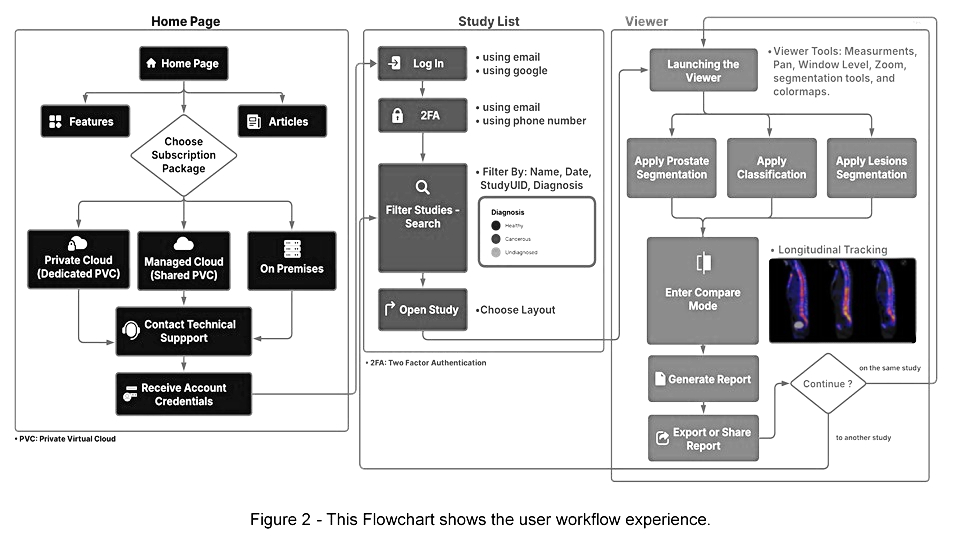 Home Page
Home Page
Features
Articles
Choose
Subscription
Package
Private Cloud
(Dedicated PVC)
Managed Cloud
(Shared PVC)
On Premises
Contact Technical
Suppport
Receive Account
Credentials
• PVC: Private Virtual Cloud
Study List
Log In
• using email
• using google
2FA
• using email
• using phone number
Filter Studies -
Search
• Filter By: Name, Date,
StudyUID, Diagnosis
Diagnosis
Healthy
Cancerous
Undiagnosed
Open Study
•Choose Layout
• 2FA: Two Factor Authentication
Viewer
Launching the
Viewer
• Viewer Tools: Measurments,
Pan, Window Level, Zoom,
segmentation tools, and
colormaps.
Apply Prostate
Segmentation
Apply
Classification
Apply Lesions
Segmentation
Enter Compare
Mode
• Longitudinal Tracking
Generate Report
Export or Share
Report
Continue ?
on the same study
to another study
Figure 2 - This Flowchart shows the user workflow experience.